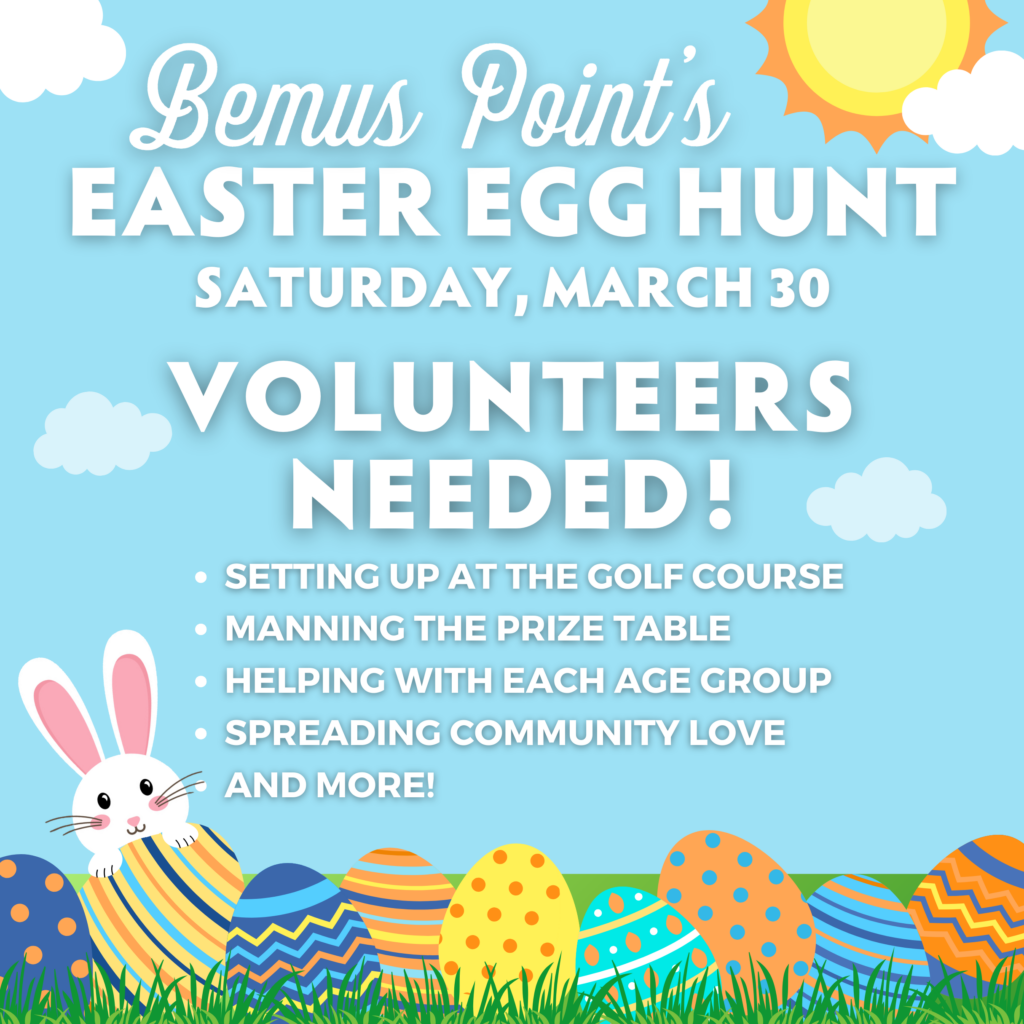 Bemus Point's
EASTER EGG HUNT
SATURDAY, MARCH 30
VOLUNTEERS
NEEDED!
• SETTING UP AT THE GOLF COURSE
• MANNING THE PRIZE TABLE
• HELPING WITH EACH AGE GROUP
• SPREADING COMMUNITY LOVE
• AND MORE!